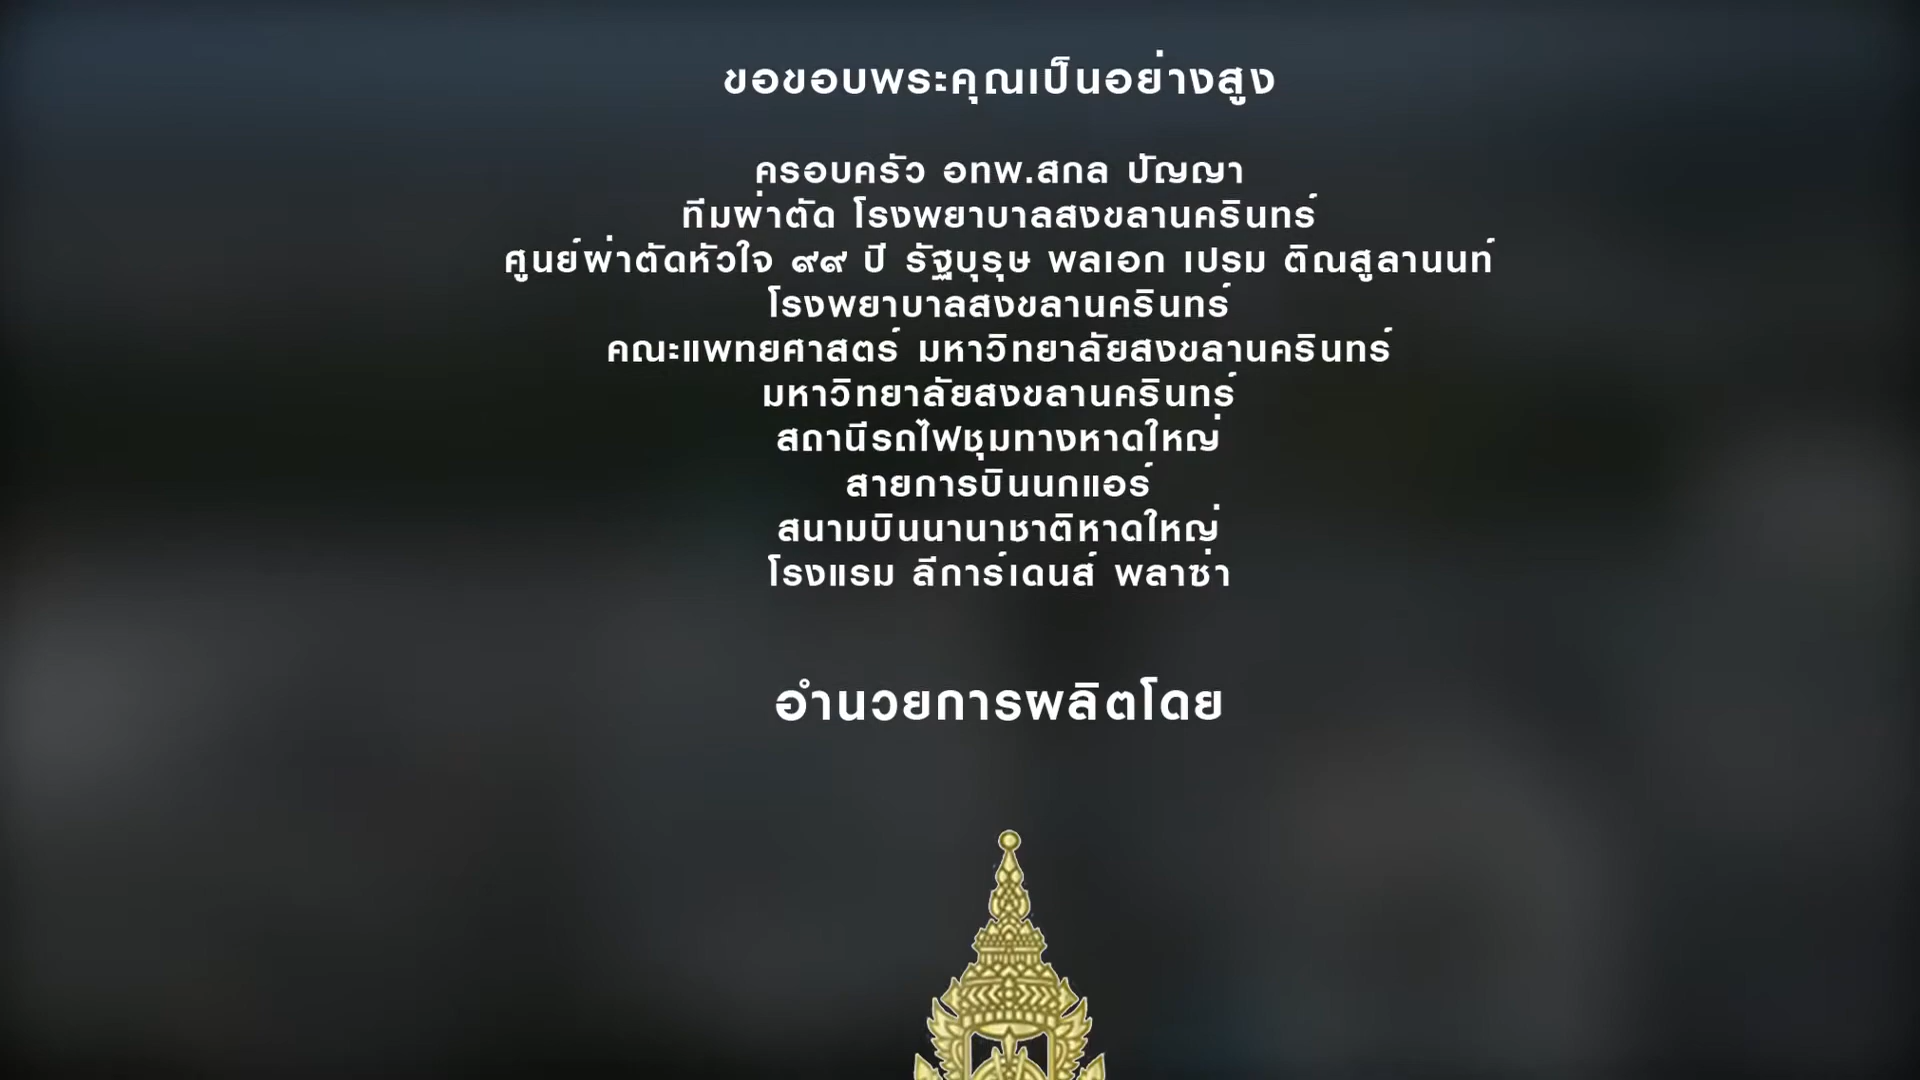 ขอขอบพระคุณเป็นอย่างสูง
ครอบครัว อทพ.สกล ปัญญา
ทีมผ่าตัด โรงพยาบาลสงขลานครินทร์
ศูนย์ผ่าตัดหัวใจ ๙๙ ปี รัฐบุรุษ พลเอก เปรม ติณสูลานนท์
โรงพยาบาลสงขลานครินทร์
คณะแพทยศาสตร์ มหาวิทยาลัยสงขลานครินทร์
มหาวิทยาลัยสงขลานครินทร์
สถานีรถไฟชุมทางหาดใหญ่
สายการบินนกแอร์
สนามบินนานาชาติหาดใหญ่
โรงแรม ลีการ์เดนส์ พลาซ่า
อำนวยการผลิตโดย